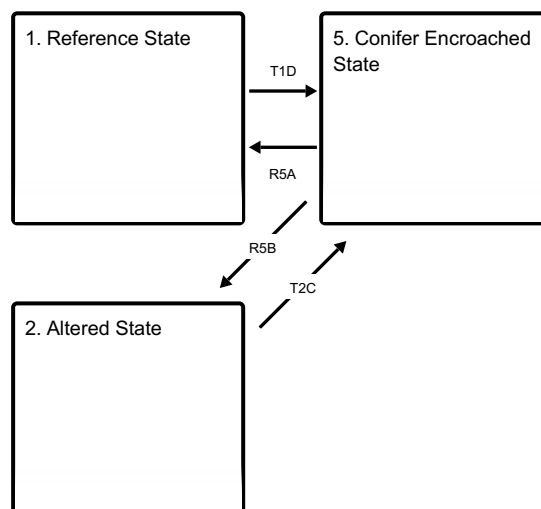 1. Reference State
5. Conifer Encroached
State
T1D
R5A
R5B
T2C
2. Altered State